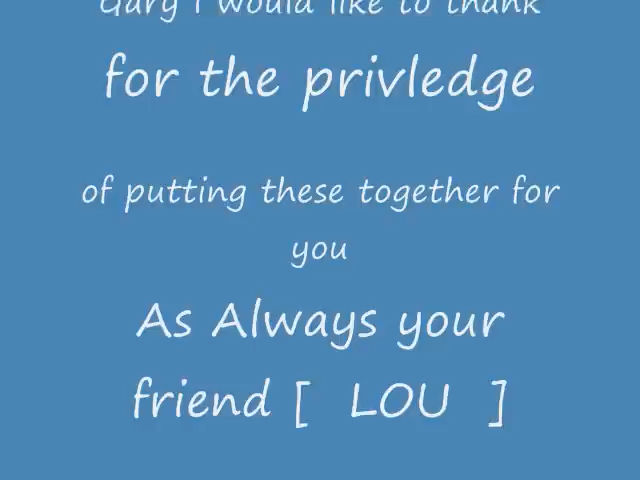 Gary I would like to thank
for the privledge
of putting these together for
you
As Always your
friend [ LOU ]